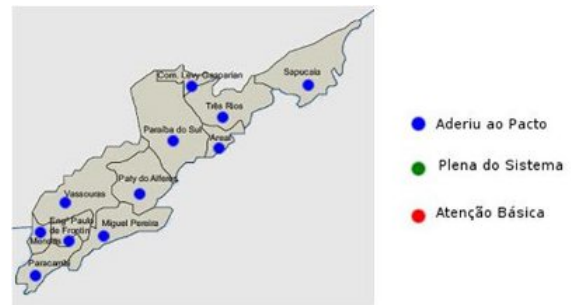 Sapucaia
Com. Levy Gasparian
Três Rios
Paraíba do Sul
Areal
Paty do Alferes
Vassouras
Engº Paulo
de Frontin
Miguel Pereira
Mendes
Paracambi
Aderiu ao Pacto
Plena do Sistema
Atenção Básica